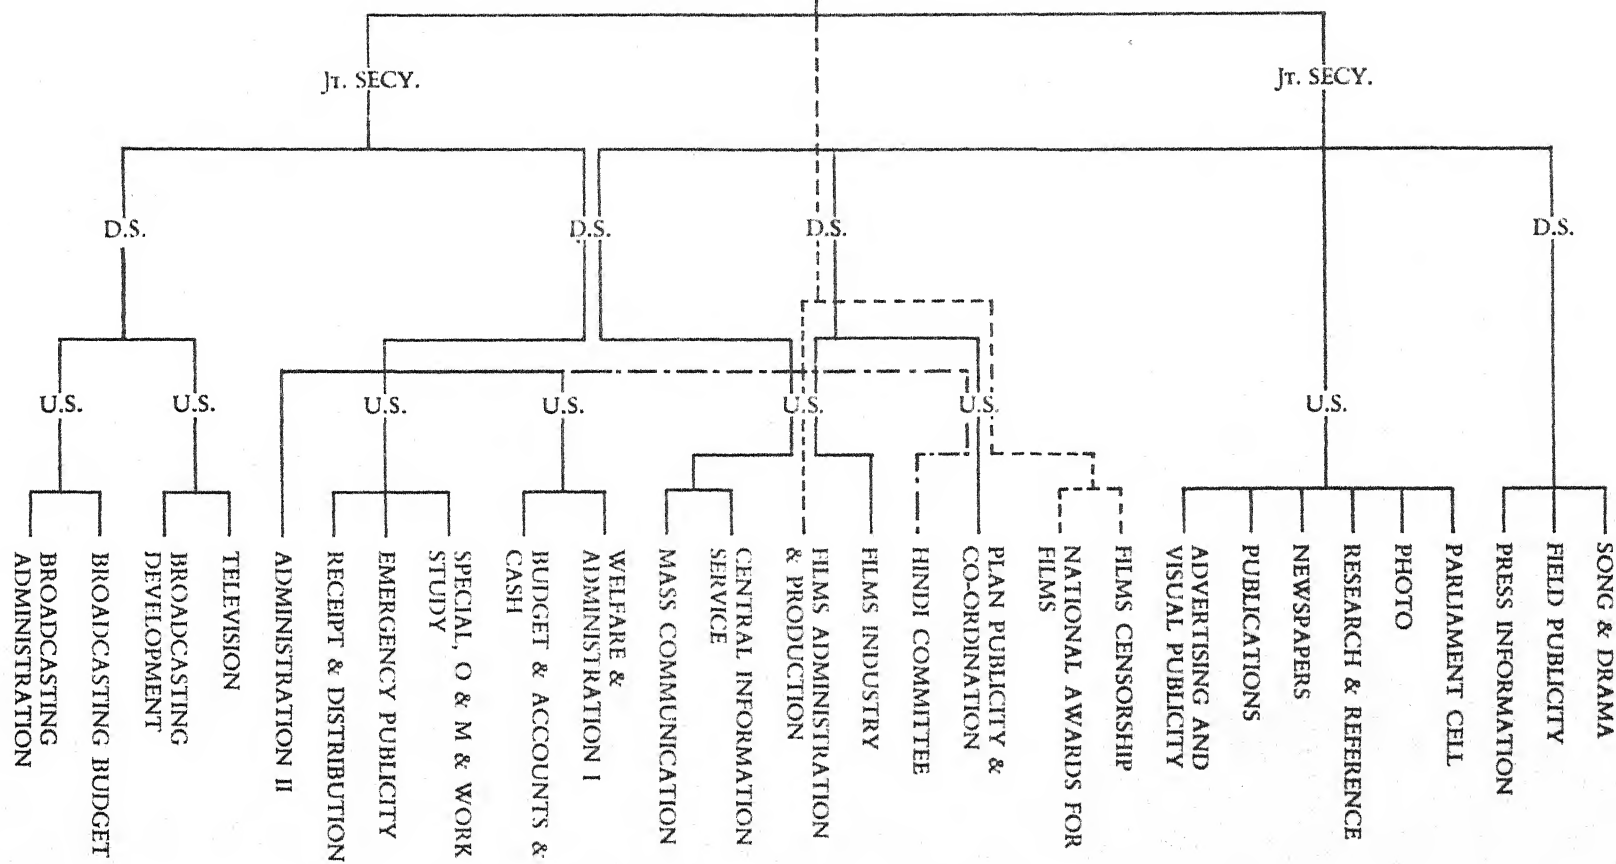 JT. SECY.
JT. SECY.
D.S.
D.S.
D.S.
D.S.
U.S.
U.S.
U.S.
U.S.
U.S.
U.S.
U.S.
BROADCASTING
ADMINISTRATION
BROADCASTING BUDGET
BROADCASTING
DEVELOPMENT
TELEVISION
ADMINISTRATION II
RECEIPT & DISTRIBUTION
EMERGENCY PUBLICITY
SPECIAL, O & M & WORK
STUDY
BUDGET & ACCOUNTS &
CASH
WELFARE &
ADMINISTRATION I
MASS COMMUNICATION
CENTRAL INFORMATION
SERVICE
FILMS ADMINISTRATION
& PRODUCTION
FILMS INDUSTRY
HINDI COMMITTEE
PLAN PUBLICITY &
CO-ORDINATION
NATIONAL AWARDS FOR
FILMS
FILMS CENSORSHIP
ADVERTISING AND
VISUAL PUBLICITY
PUBLICATIONS
NEWSPAPERS
RESEARCH & REFERENCE
PHOTO
PARLIAMENT CELL
PRESS INFORMATION
FIELD PUBLICITY
SONG & DRAMA